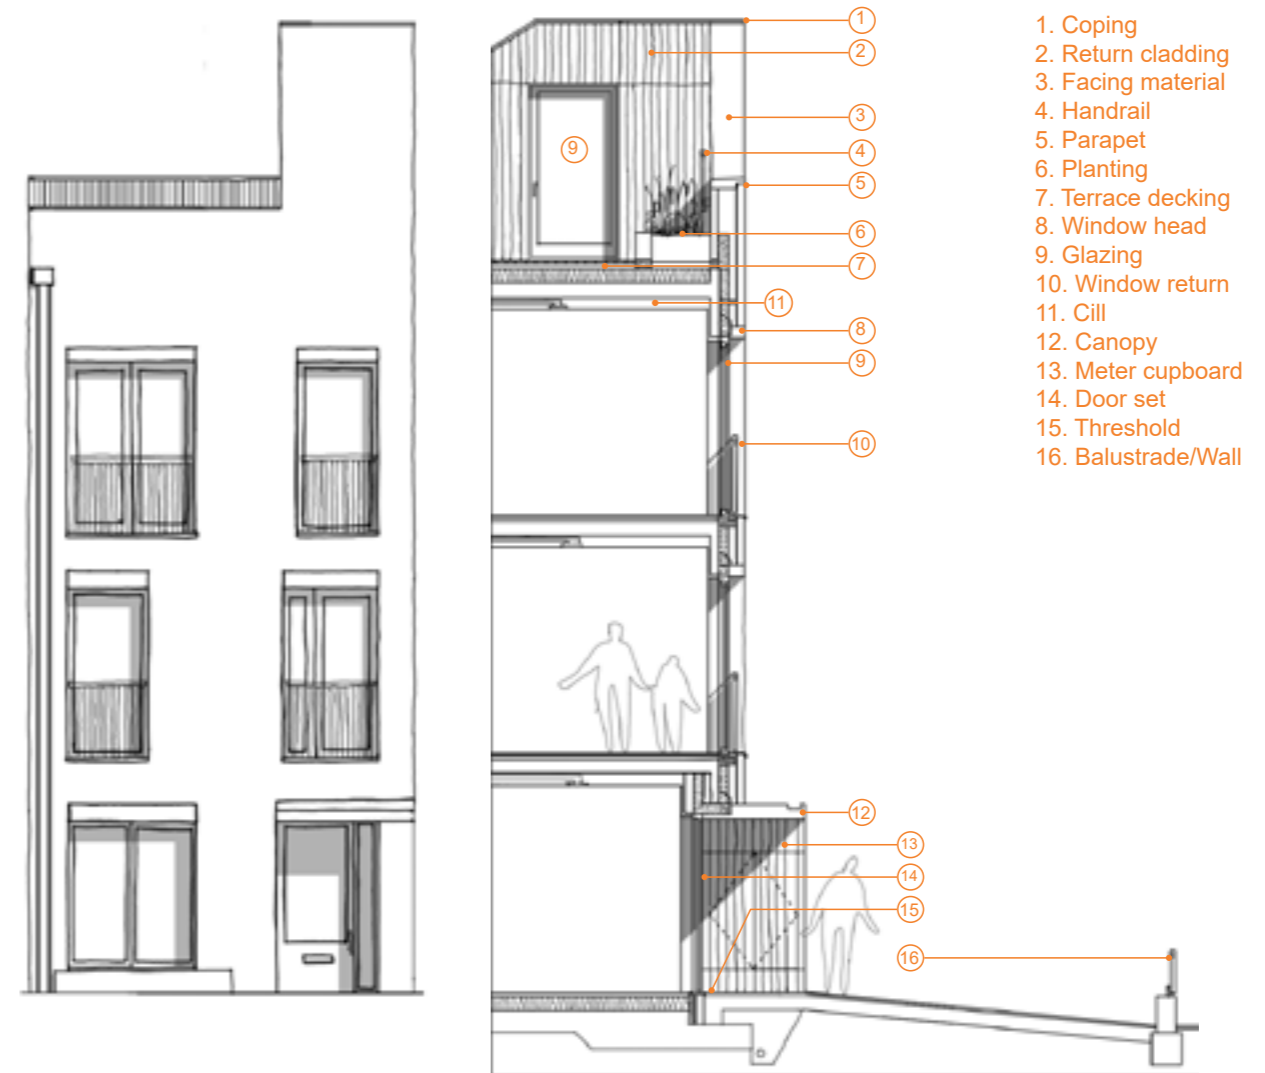 1
2
3
9
4
5
6
7
11
8
9
10
12
13
14
15
16
1. Coping
2. Return cladding
3. Facing material
4. Handrail
5. Parapet
6. Planting
7. Terrace decking
8. Window head
9. Glazing
10. Window return
11. Cill
12. Canopy
13. Meter cupboard
14. Door set
15. Threshold
16. Balustrade/Wall